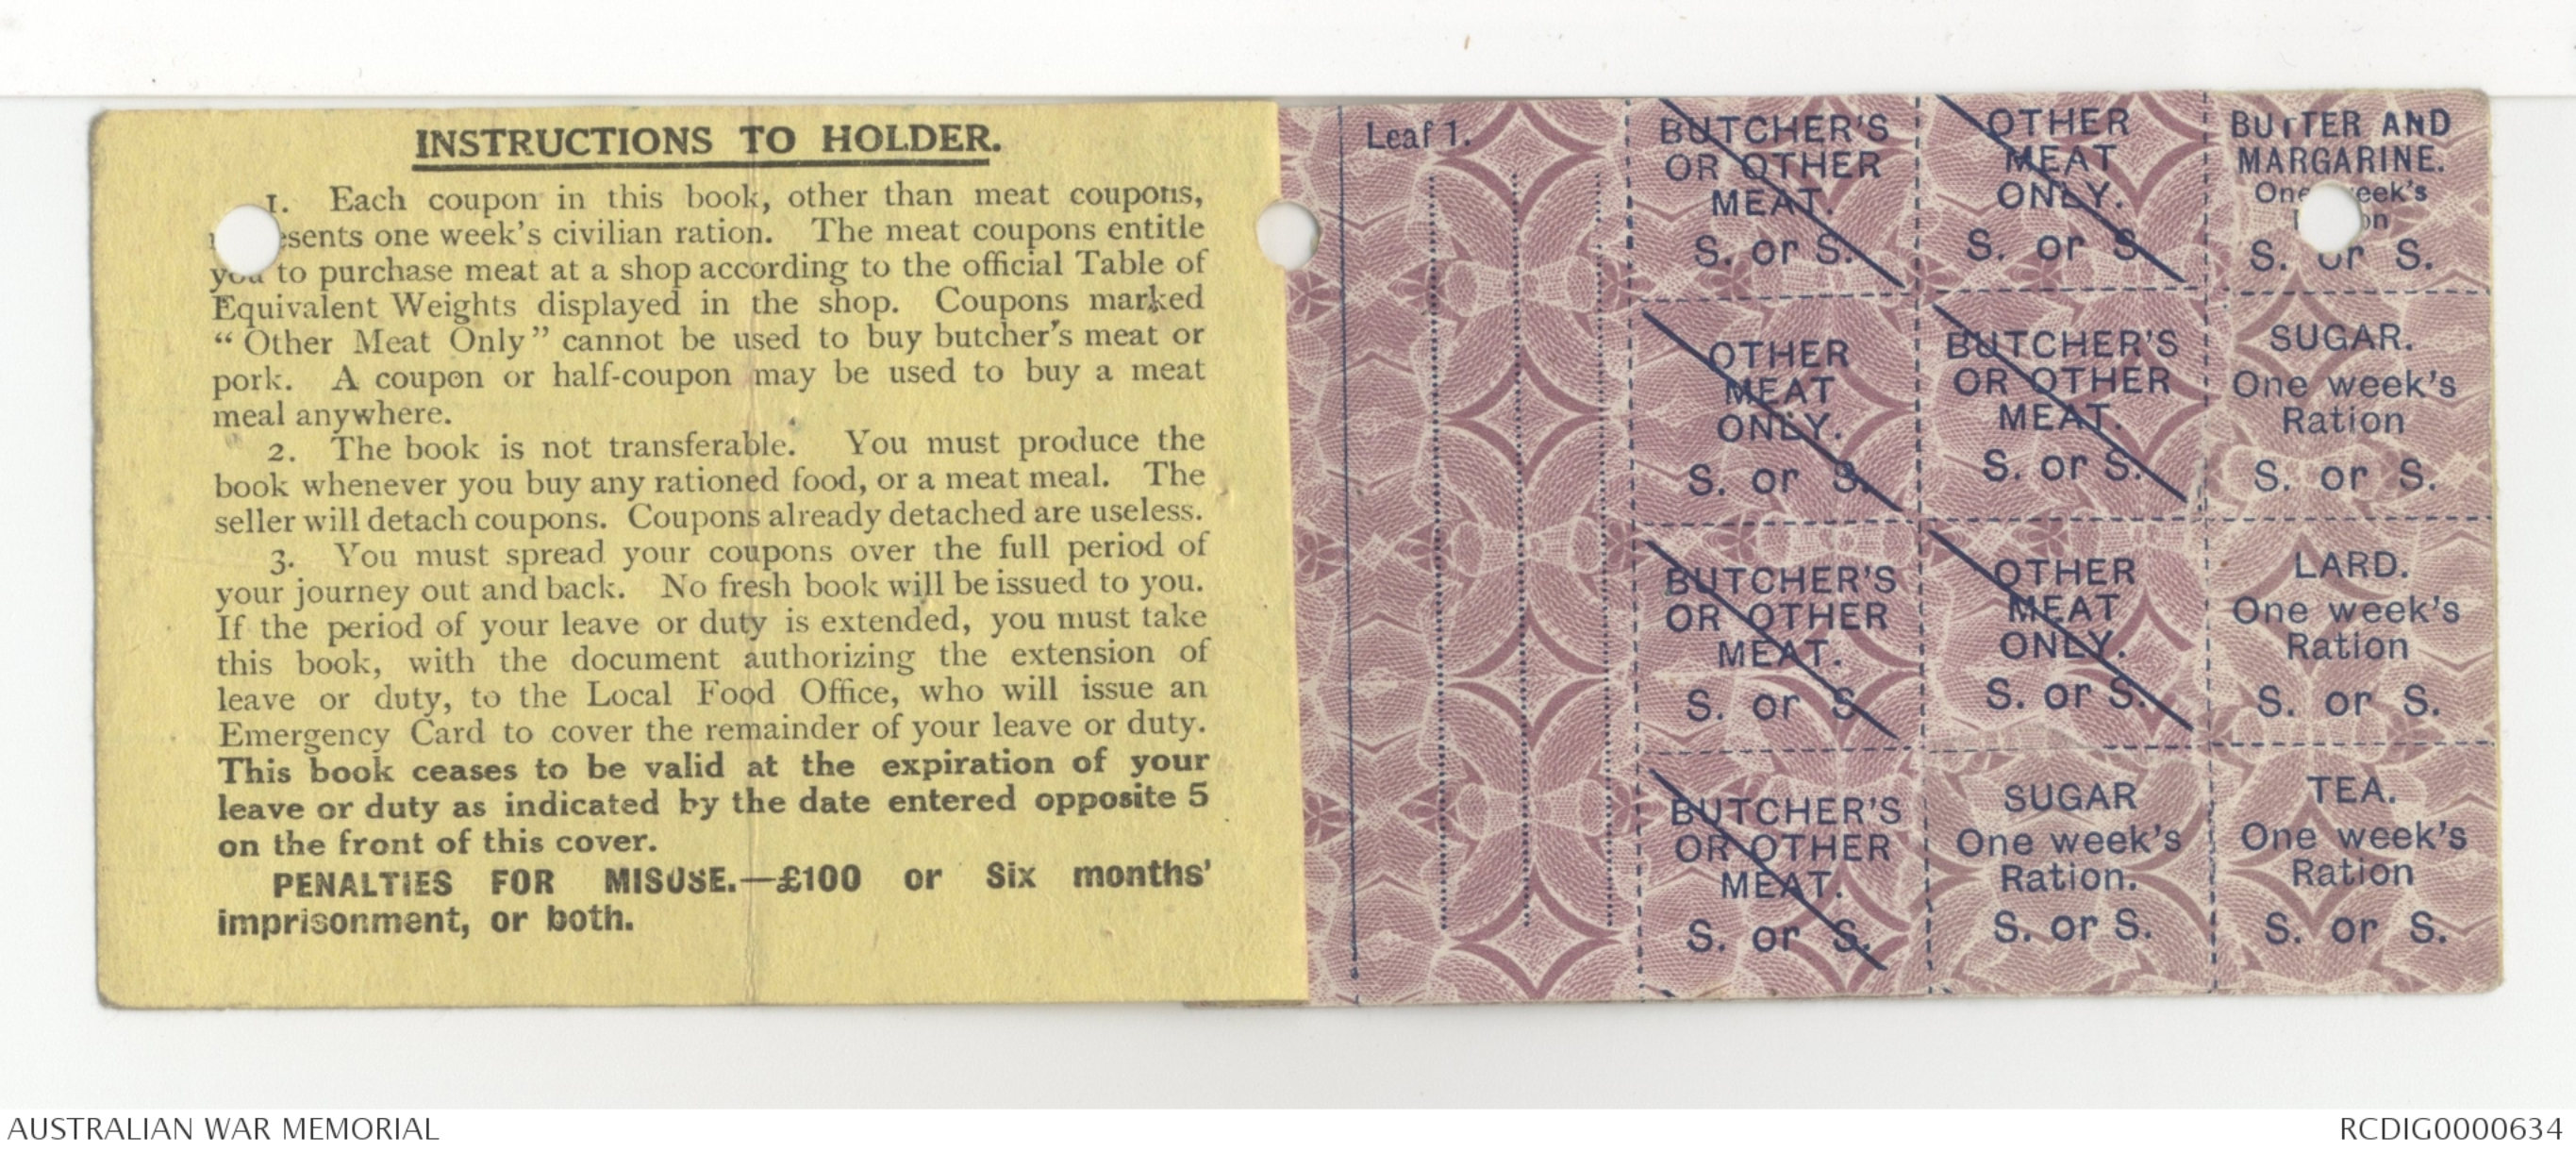 INSTRUCTIONS TO HOLDER.
1. Each coupon in this book, other than meat coupons,
esents one week's civilian ration. The meat coupons entitle
you to purchase meat at a shop according to the official Table of
Equivalent Weights displayed in the shop. Coupons marked
“ Other Meat Only ” cannot be used to buy butcher's meat or
pork. A coupon or half-coupon may be used to buy a meat
meal anywhere.
2. The book is not transferable. You must produce the
book whenever you buy any rationed food, or a meat meal. The
seller will detach coupons. Coupons already detached are useless.
3. You must spread your coupons over the full period of
your journey out and back. No fresh book will be issued to you.
If the period of your leave or duty is extended, you must take
this book, with the document authorizing the extension of
leave or duty, to the Local Food Office, who will issue an
Emergency Card to cover the remainder of your leave or duty.
This book ceases to be valid at the expiration of your
leave or duty as indicated by the date entered opposite 5
on the front of this cover.
PENALTIES FOR MISUSE.—£100 or Six months'
imprisonment, or both.
Leaf 1.
BUTCHER'S
OR OTHER
MEAT.
S. or S.
OTHER
MEAT
ONLY.
S. or S.
BUTTER AND
MARGARINE.
One eek's
on
S. or S.
OTHER
MEAT
ONLY.
S. or S.
BUTCHER'S
OR OTHER
MEAT.
S. or S.
SUGAR.
One week's
Ration
S. or S.
BUTCHER'S
OR OTHER
MEAT.
S. or S.
OTHER
MEAT
ONLY.
S. or S.
LARD.
One week's
Ration
S. or S.
BUTCHER'S
OR OTHER
MEAT.
S. or S.
SUGAR
One week's
Ration.
S. or S.
TEA.
One week's
Ration
S. or S.
AUSTRALIAN WAR MEMORIAL
RCDIG0000634